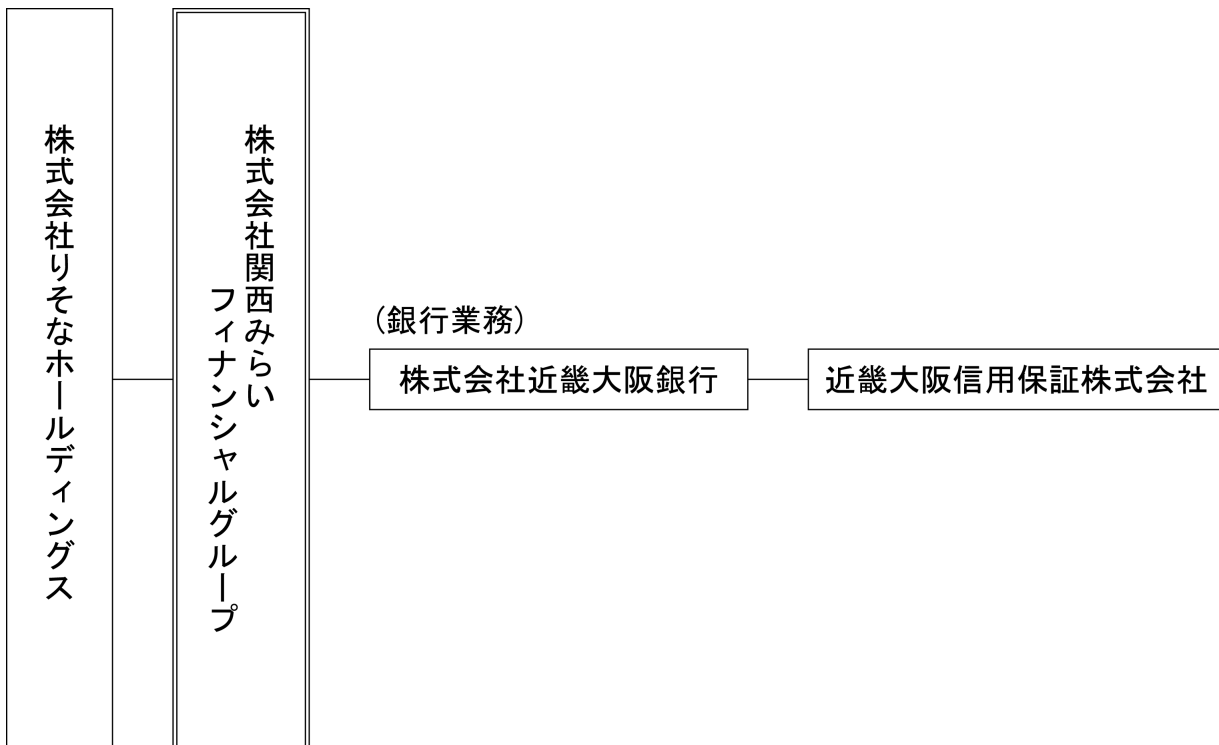 株式会社りそなホールディングス
株式会社関西みらい
フィナンシャルグループ
(銀行業務)
株式会社近畿大阪銀行
近畿大阪信用保証株式会社